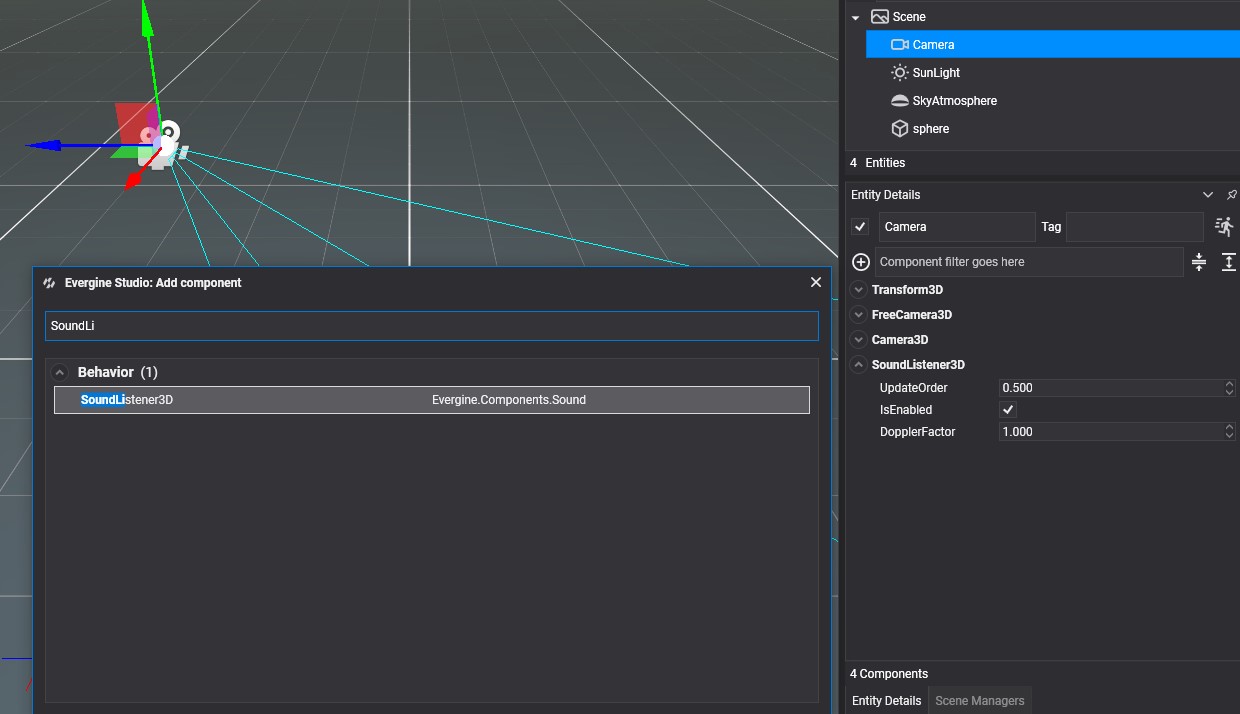 Scene
Camera
SunLight
SkyAtmosphere
sphere
4 Entities
Entity Details
Camera Tag
Component filter goes here
Transform3D
FreeCamera3D
Camera3D
SoundListener3D
UpdateOrder 0.500
IsEnabled
DopplerFactor 1.000
4 Components
Entity Details Scene Managers
Evergine Studio: Add component
SoundLi
Behavior (1)
SoundListener3D Evergine.Components.Sound